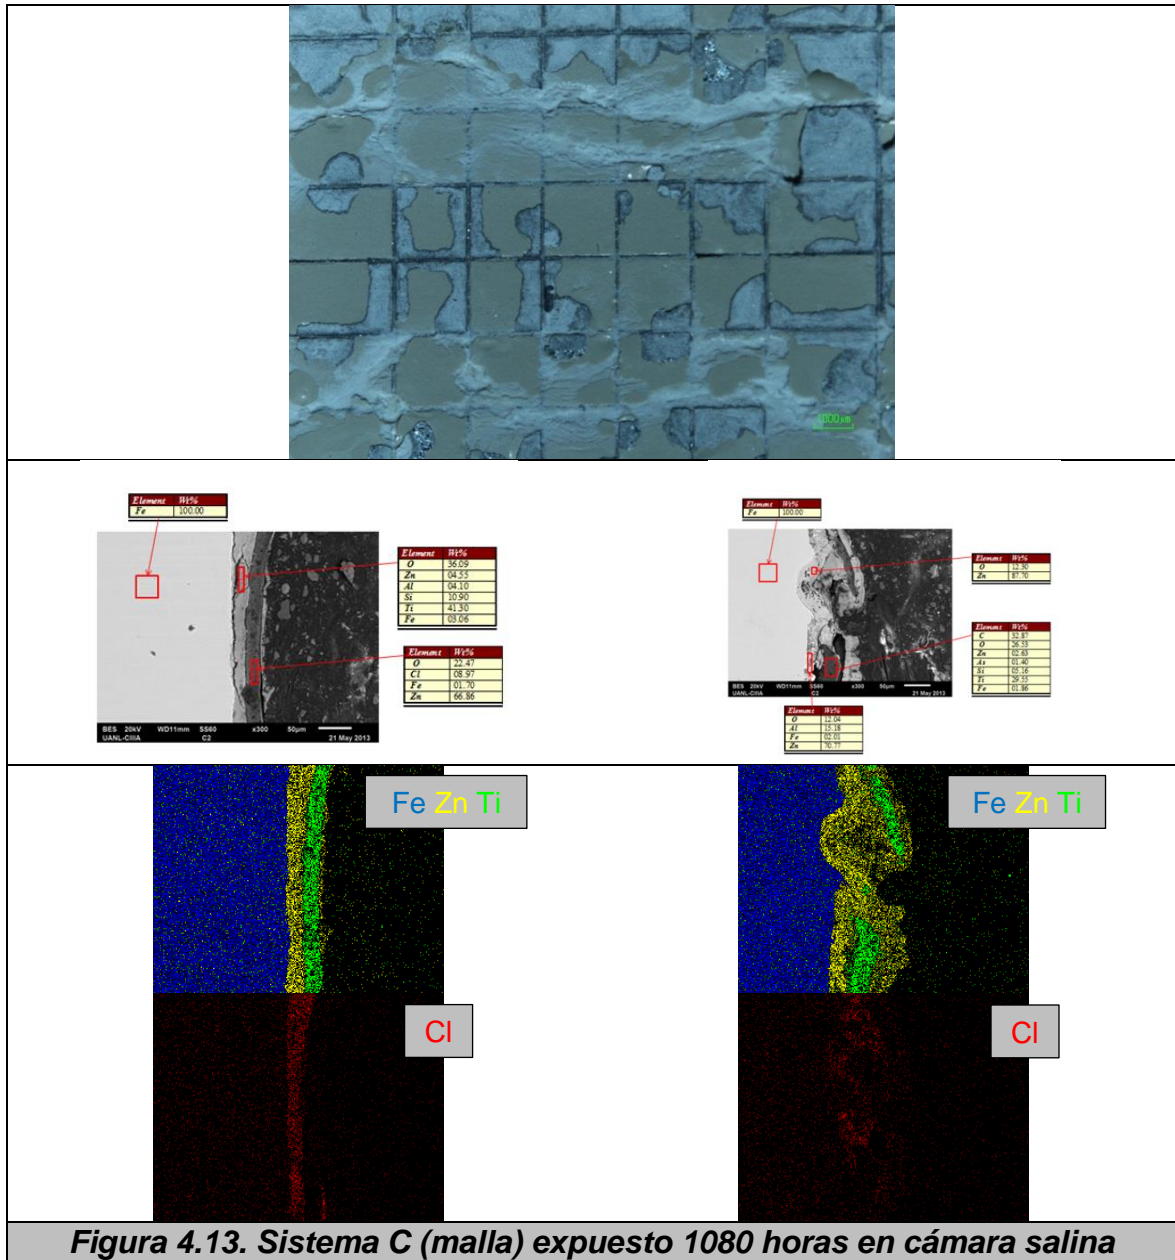 1000µm
Element Wt%
Fe 100.00
Element Wt%
O 36.09
Zn 04.55
Al 04.10
Si 10.90
Ti 41.30
Fe 03.06
Element Wt%
O 22.47
Cl 08.97
Fe 01.70
Zn 66.86
BES 20kV WD11mm SS60 x300 50µm
UANL-CIIIA C2 21 May 2013
Element Wt%
Fe 100.00
Element Wt%
O 12.30
Zn 87.70
Element Wt%
C 32.87
O 26.53
Zn 02.63
As 01.40
Si 05.16
Ti 29.55
Fe 01.86
BES 20kV WD11mm SS60 x300 50µm
UANL-CIIIA C2 21 May 2013
Element Wt%
O 12.04
Al 15.18
Fe 02.01
Zn 70.77
Fe Zn Ti
Fe Zn Ti
Cl
Cl
Figura 4.13. Sistema C (malla) expuesto 1080 horas en cámara salina